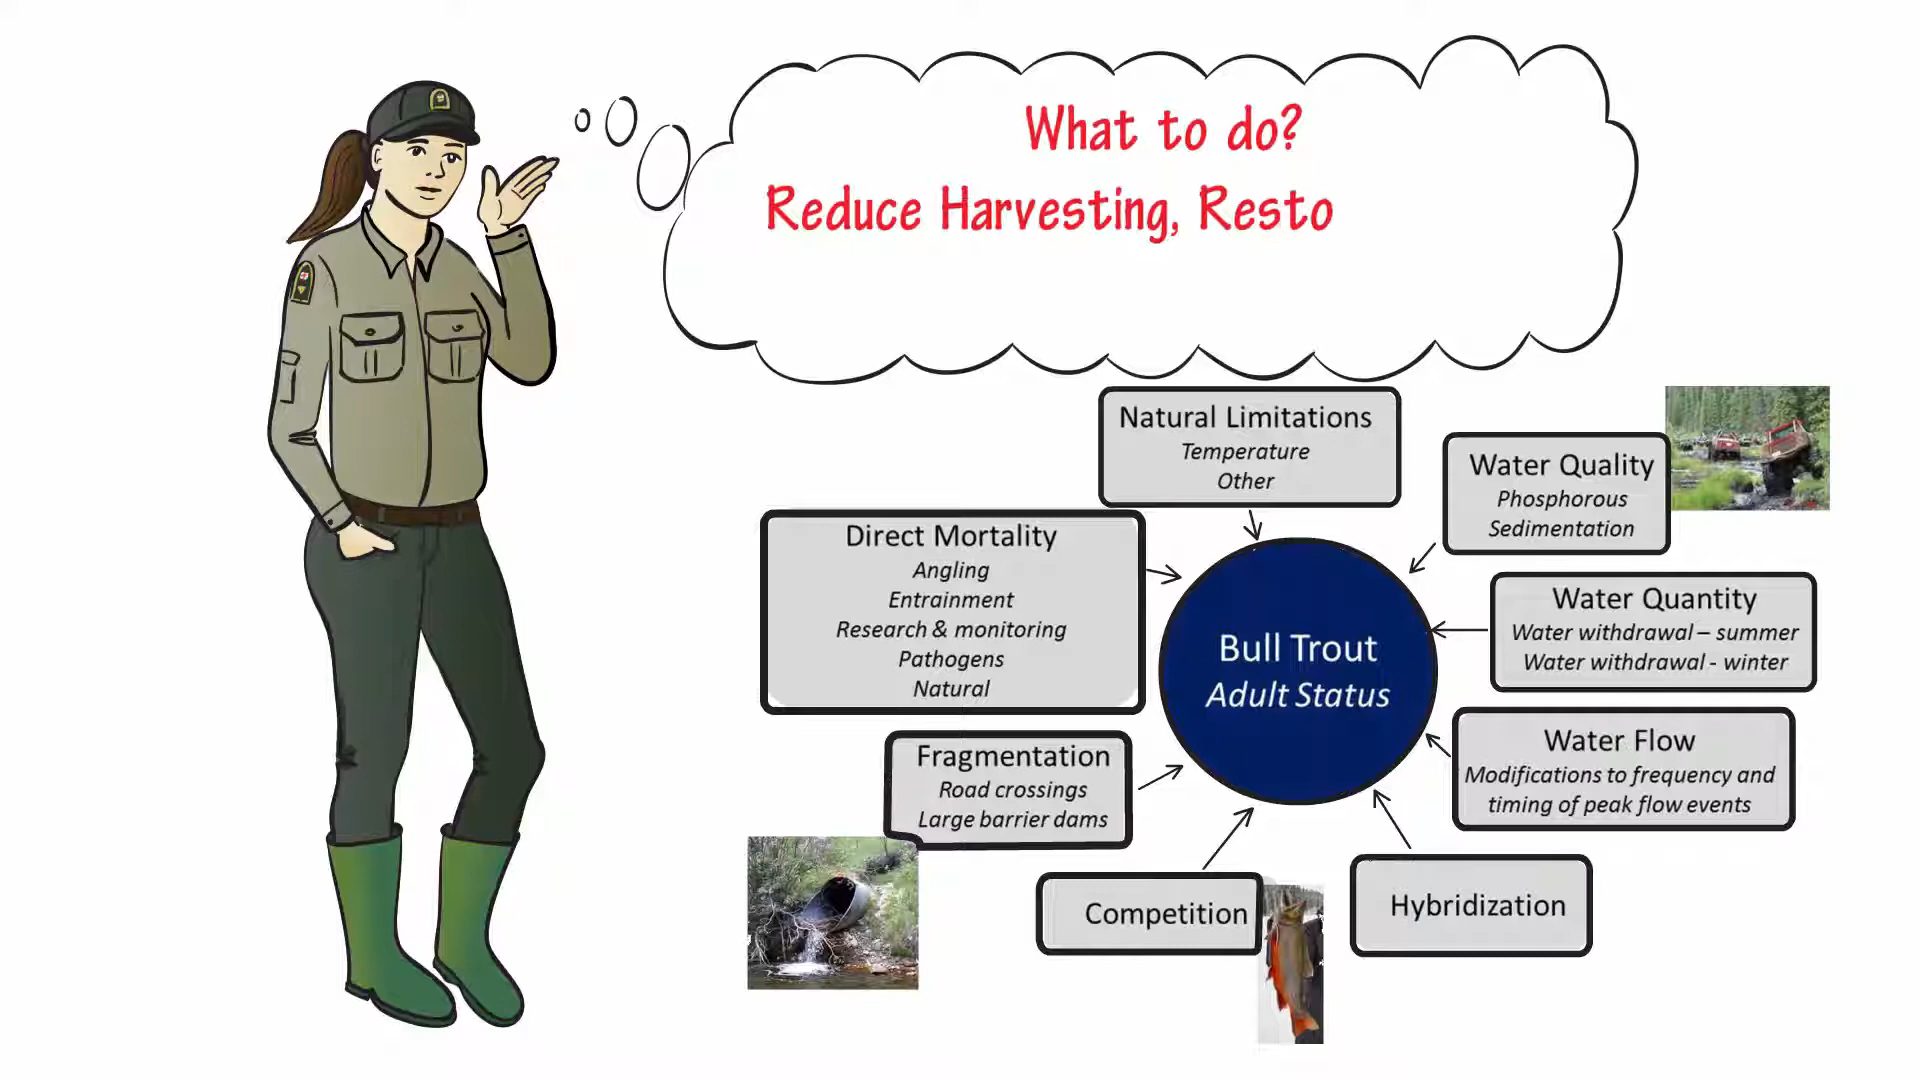 What to do?
Reduce Harvesting, Resto
Natural Limitations
Temperature
Other
Water Quality
Phosphorous
Sedimentation
Direct Mortality
Angling
Entrainment
Research & monitoring
Pathogens
Natural
Water Quantity
Water withdrawal – summer
Water withdrawal - winter
Bull Trout
Adult Status
Water Flow
Modifications to frequency and
timing of peak flow events
Fragmentation
Road crossings
Large barrier dams
Competition
Hybridization